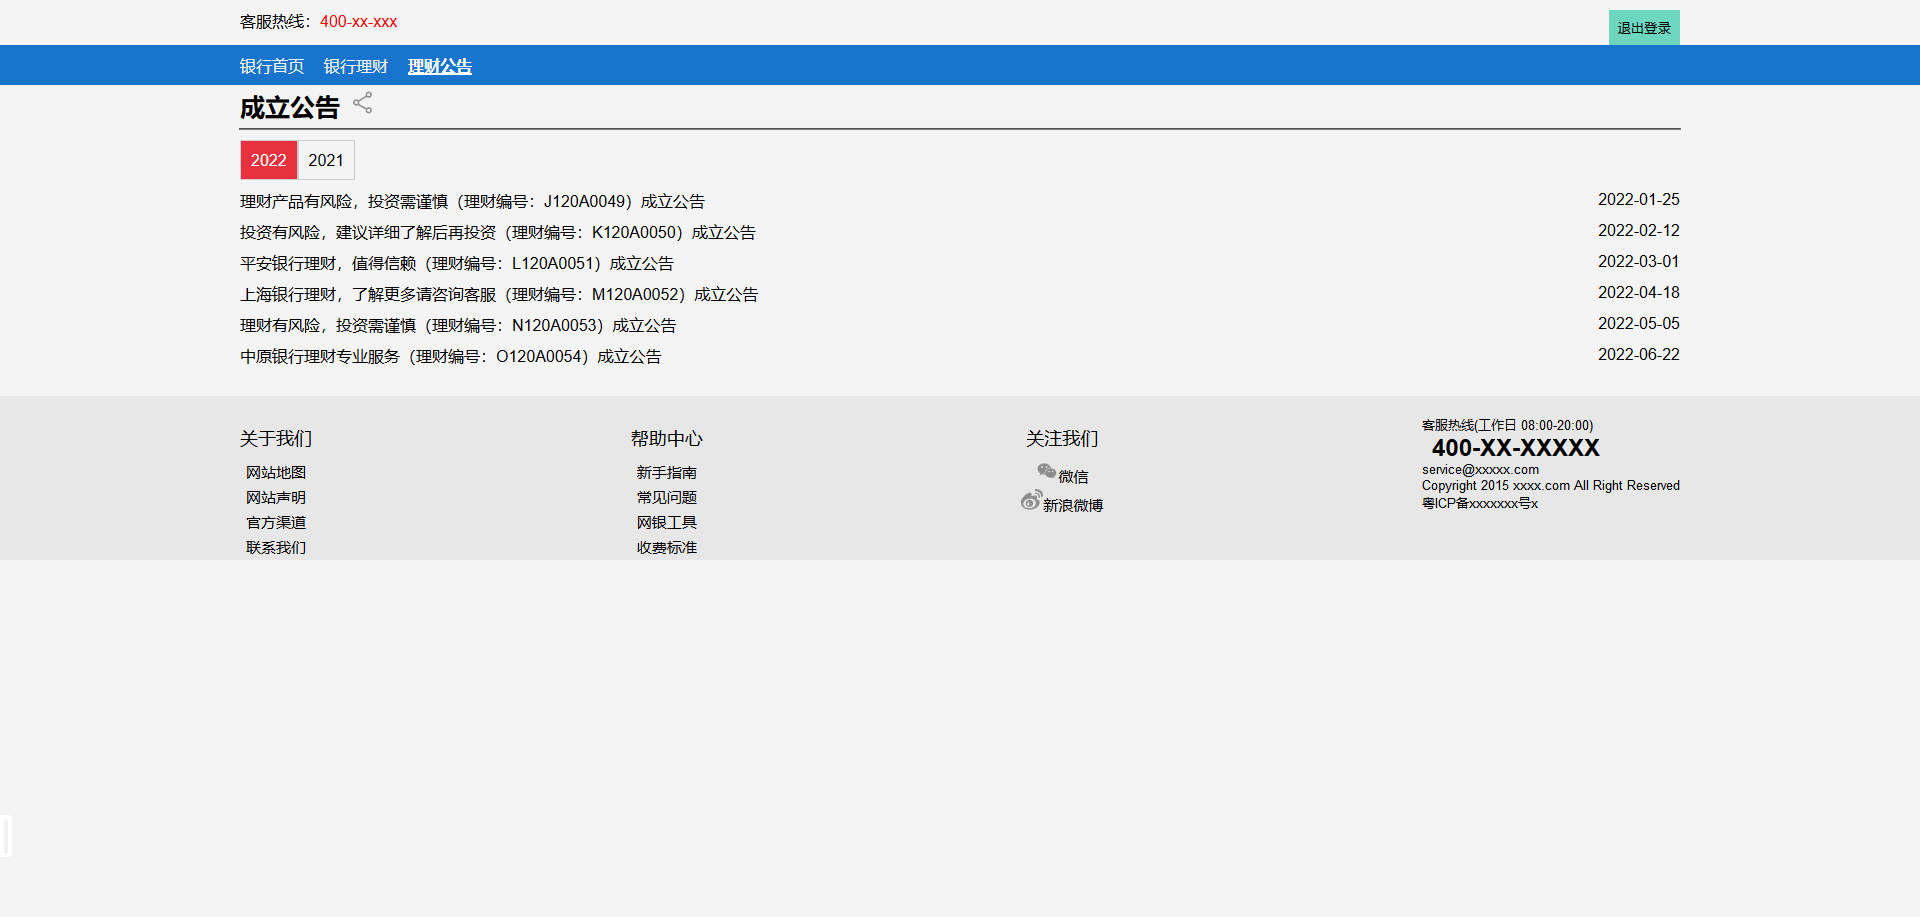 客服热线：400-xx-xxx
退出登录
银行首页 银行理财 理财公告
成立公告
2022 2021
理财产品有风险，投资需谨慎（理财编号：J120A0049）成立公告 2022-01-25
投资有风险，建议详细了解后再投资（理财编号：K120A0050）成立公告 2022-02-12
平安银行理财，值得信赖（理财编号：L120A0051）成立公告 2022-03-01
上海银行理财，了解更多请咨询客服（理财编号：M120A0052）成立公告 2022-04-18
理财有风险，投资需谨慎（理财编号：N120A0053）成立公告 2022-05-05
中原银行理财专业服务（理财编号：O120A0054）成立公告 2022-06-22
关于我们
网站地图
网站声明
官方渠道
联系我们
帮助中心
新手指南
常见问题
网银工具
收费标准
关注我们
微信
新浪微博
客服热线(工作日 08:00-20:00)
400-XX-XXXXX
service@xxxxx.com
Copyright 2015 xxxx.com All Right Reserved
粤ICP备xxxxxxx号x